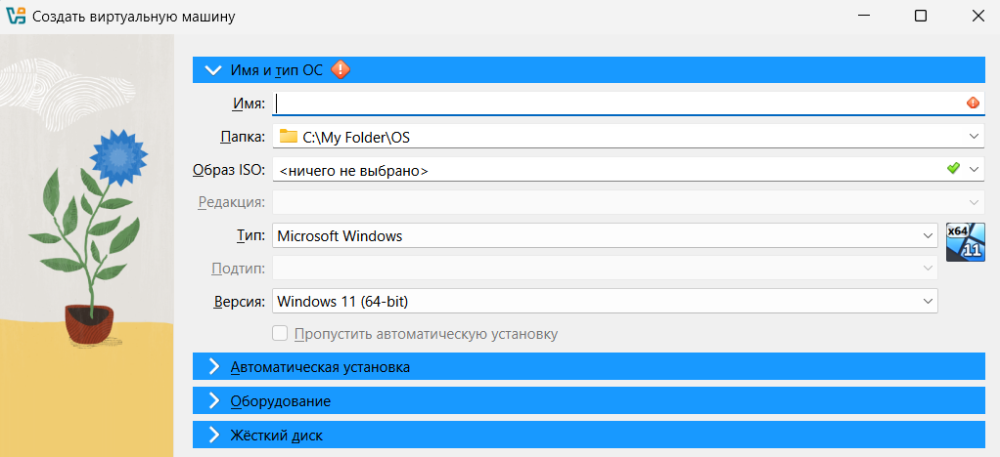 Создать виртуальную машину
Имя и тип ОС
Имя:
Папка: C:\My Folder\OS
Образ ISO: <ничего не выбрано>
Редакция:
Тип: Microsoft Windows
x64
11
Подтип:
Версия: Windows 11 (64-bit)
Пропустить автоматическую установку
Автоматическая установка
Оборудование
Жёсткий диск